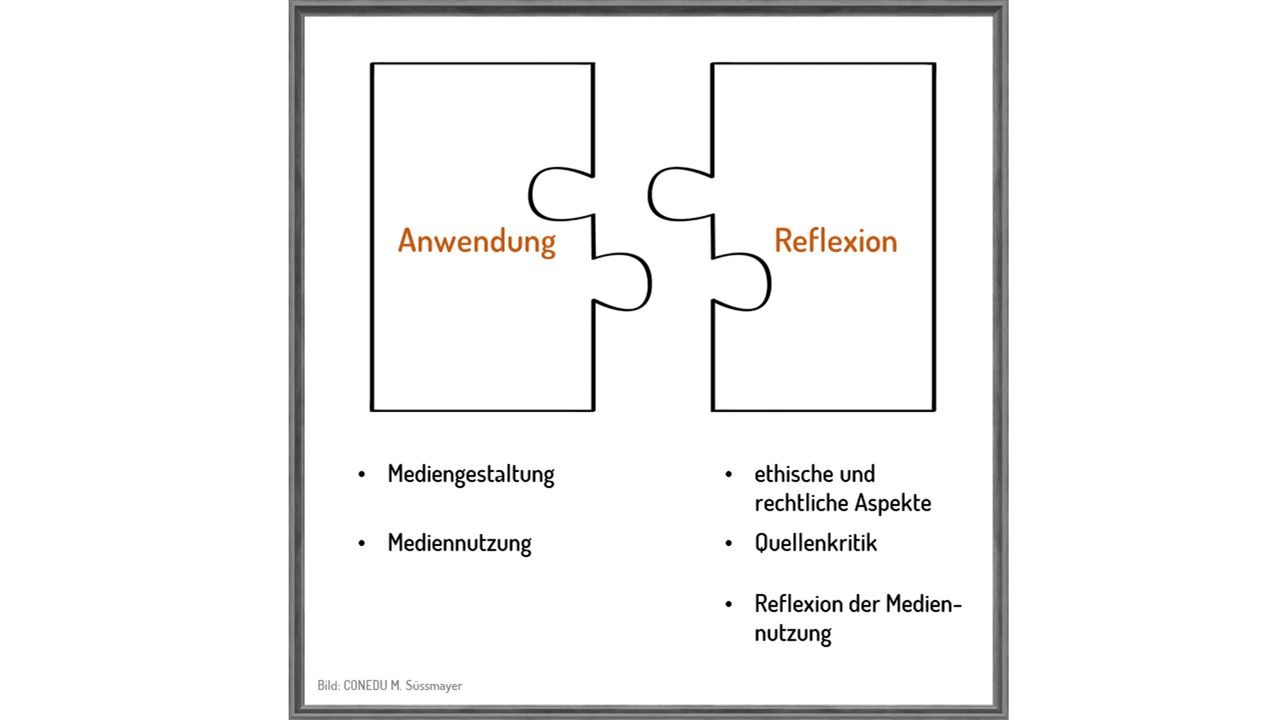 Anwendung
Reflexion
• Mediengestaltung
• Mediennutzung
• ethische und
rechtliche Aspekte
• Quellenkritik
• Reflexion der Medien-
nutzung
Bild: CONEDU M. Süssmayer